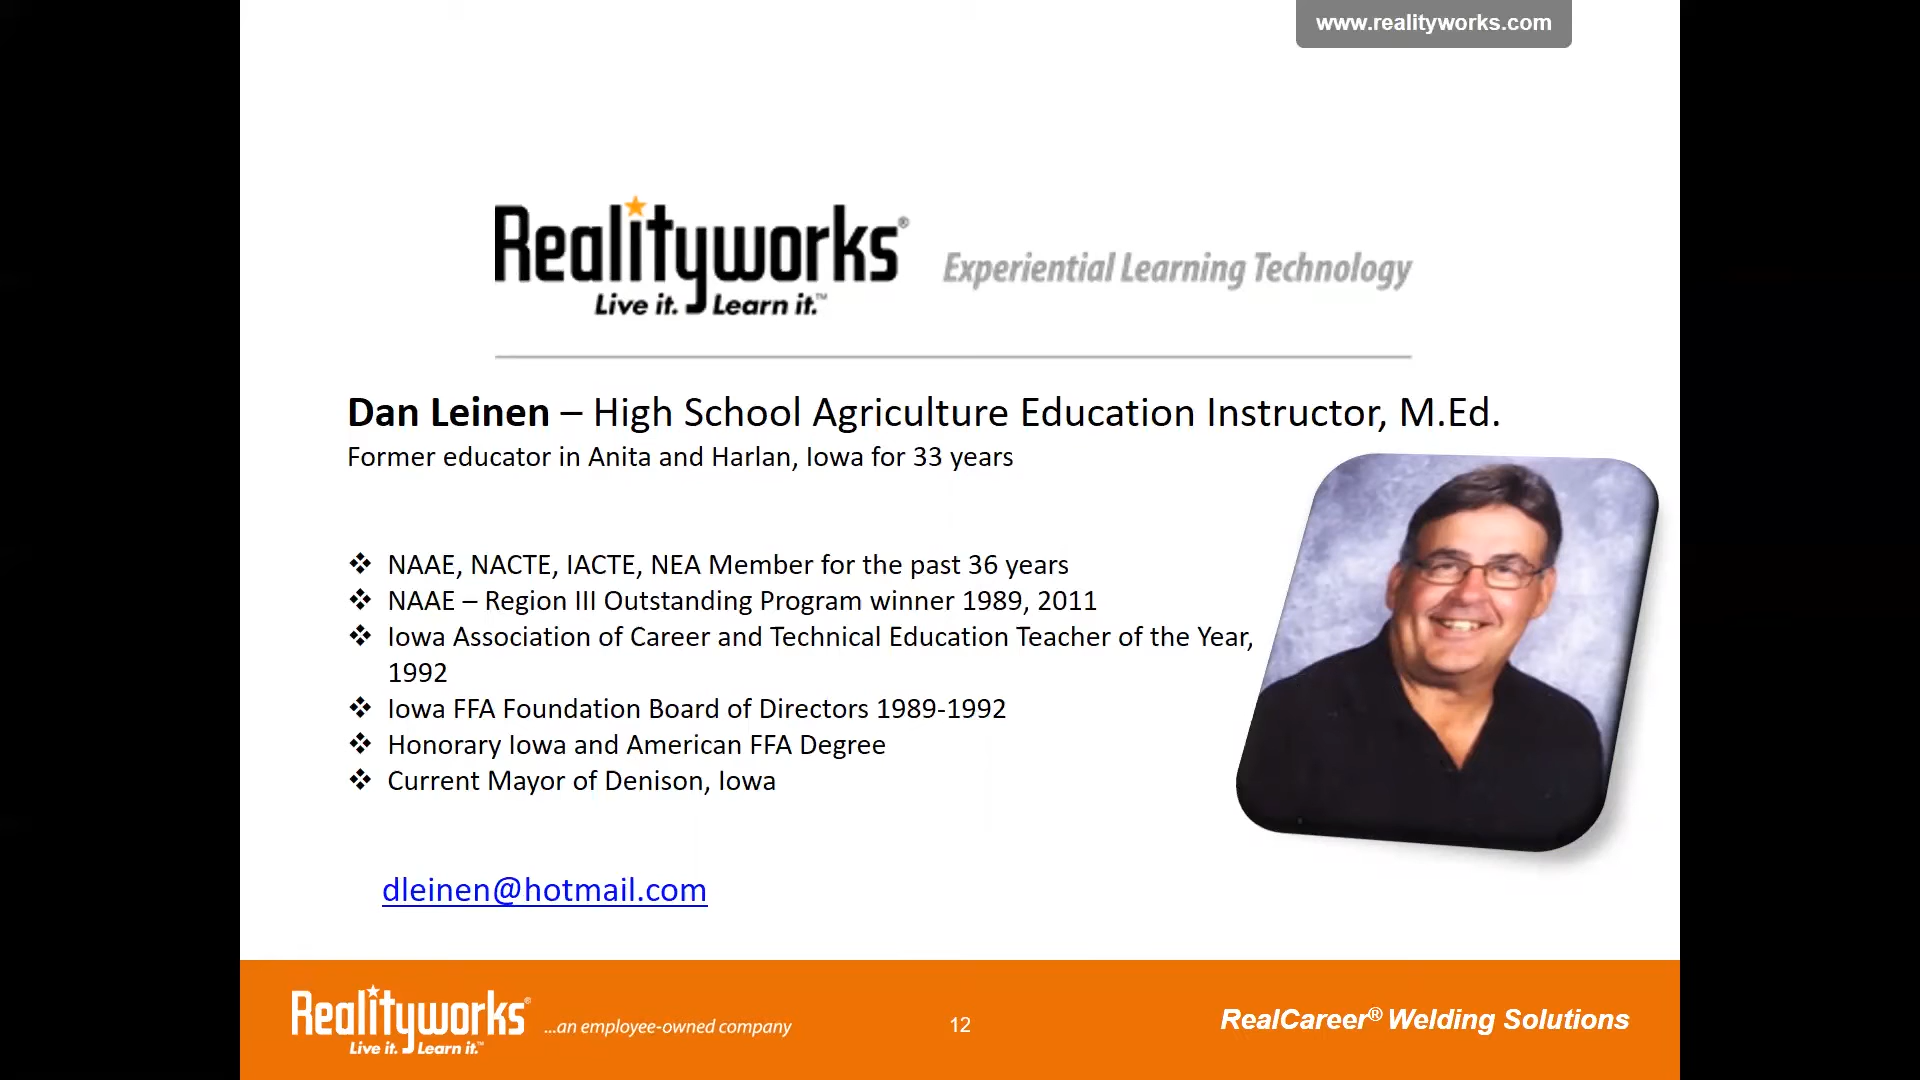 www.realityworks.com
Realityworks®
Experiential Learning Technology
Live it. Learn it.™
Dan Leinen – High School Agriculture Education Instructor, M.Ed.
Former educator in Anita and Harlan, Iowa for 33 years
❖ NAAE, NACTE, IACTE, NEA Member for the past 36 years
❖ NAAE – Region III Outstanding Program winner 1989, 2011
❖ Iowa Association of Career and Technical Education Teacher of the Year,
1992
❖ Iowa FFA Foundation Board of Directors 1989-1992
❖ Honorary Iowa and American FFA Degree
❖ Current Mayor of Denison, Iowa
dleinen@hotmail.com
Realityworks®
Live it. Learn it.™
...an employee-owned company
12
RealCareer® Welding Solutions